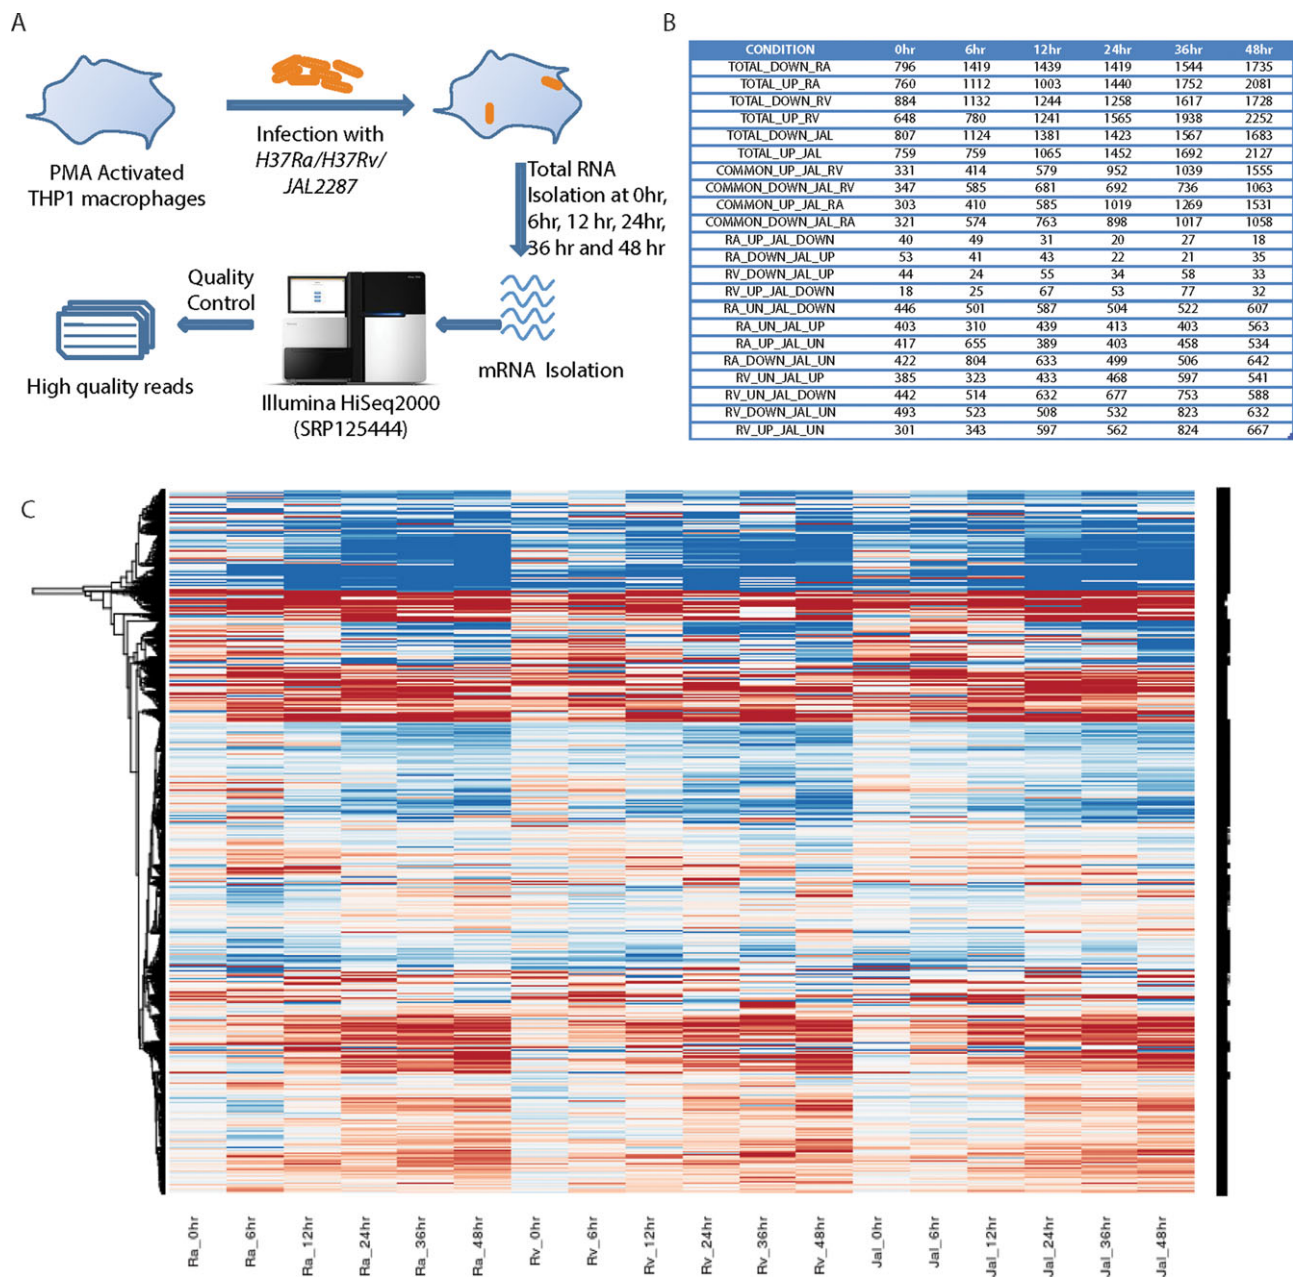 A
PMA Activated
THP1 macrophages
Infection with
H37Ra/H37Rv/
JAL2287
Total RNA
Isolation at 0hr,
6hr, 12 hr, 24hr,
36 hr and 48 hr
mRNA Isolation
Illumina HiSeq2000
(SRP125444)
Quality
Control
High quality reads
B
CONDITION 0hr 6hr 12hr 24hr 36hr 48hr
TOTAL_DOWN_RA 796 1419 1439 1419 1544 1735
TOTAL_UP_RA 760 1112 1003 1440 1752 2081
TOTAL_DOWN_RV 884 1132 1244 1258 1617 1728
TOTAL_UP_RV 648 780 1241 1565 1938 2252
TOTAL_DOWN_JAL 807 1124 1381 1423 1567 1683
TOTAL_UP_JAL 759 759 1065 1452 1692 2127
COMMON_UP_JAL_RV 331 414 579 952 1039 1555
COMMON_DOWN_JAL_RV 347 585 681 692 736 1063
COMMON_UP_JAL_RA 303 410 585 1019 1269 1531
COMMON_DOWN_JAL_RA 321 574 763 898 1017 1058
RA_UP_JAL_DOWN 40 49 31 20 27 18
RA_DOWN_JAL_UP 53 41 43 22 21 35
RV_DOWN_JAL_UP 44 24 55 34 58 33
RV_UP_JAL_DOWN 18 25 67 53 77 32
RA_UN_JAL_DOWN 446 501 587 504 522 607
RA_UN_JAL_UP 403 310 439 413 403 563
RA_UP_JAL_UN 417 655 389 403 458 534
RA_DOWN_JAL_UN 422 804 633 499 506 642
RV_UN_JAL_UP 385 323 433 468 597 541
RV_UN_JAL_DOWN 442 514 632 677 753 588
RV_DOWN_JAL_UN 493 523 508 532 823 632
RV_UP_JAL_UN 301 343 597 562 824 667
C
Ra_0hr
Ra_6hr
Ra_12hr
Ra_24hr
Ra_36hr
Ra_48hr
Rv_0hr
Rv_6hr
Rv_12hr
Rv_24hr
Rv_36hr
Rv_48hr
Jal_0hr
Jal_6hr
Jal_12hr
Jal_24hr
Jal_36hr
Jal_48hr